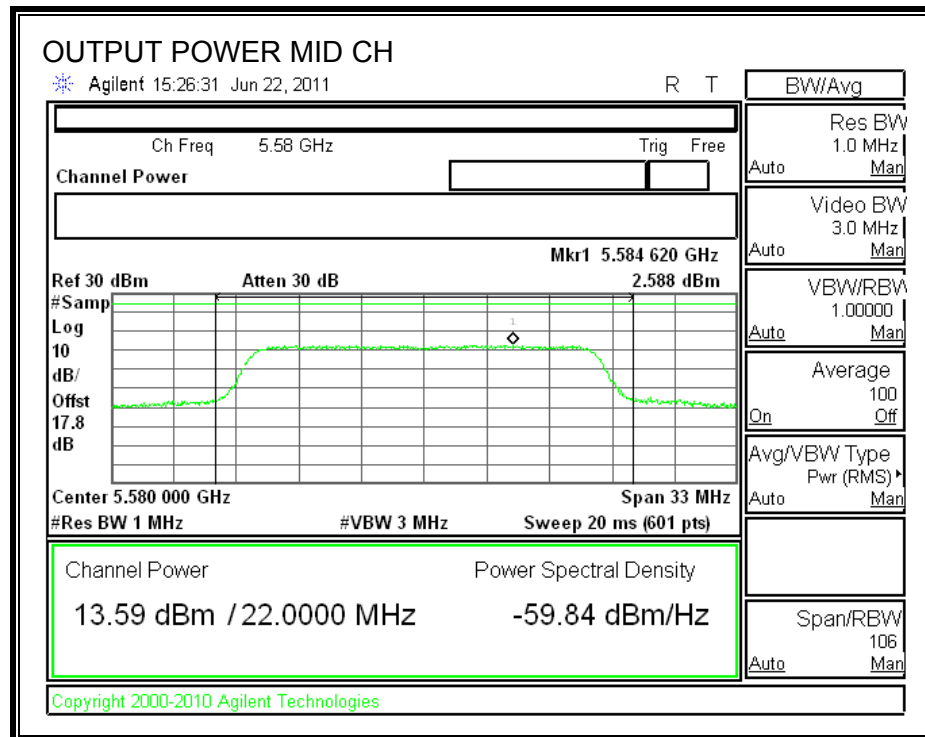 OUTPUT POWER MID CH
Agilent 15:26:31 Jun 22, 2011 R T
Ch Freq 5.58 GHz Trig Free
Channel Power
Mkr1 5.584 620 GHz
Ref 30 dBm Atten 30 dB 2.588 dBm
#Samp
Log
10
dB/
Offst
17.8
dB
1
Center 5.580 000 GHz Span 33 MHz
#Res BW 1 MHz #VBW 3 MHz Sweep 20 ms (601 pts)
Channel Power Power Spectral Density
13.59 dBm / 22.0000 MHz -59.84 dBm/Hz
Copyright 2000-2010 Agilent Technologies
BW/Avg
Res BW
1.0 MHz
Auto Man
Video BW
3.0 MHz
Auto Man
VBW/RBW
1.00000
Auto Man
Average
100
On Off
Avg/VBW Type
Pwr (RMS)
Auto Man
Span/RBW
106
Auto Man